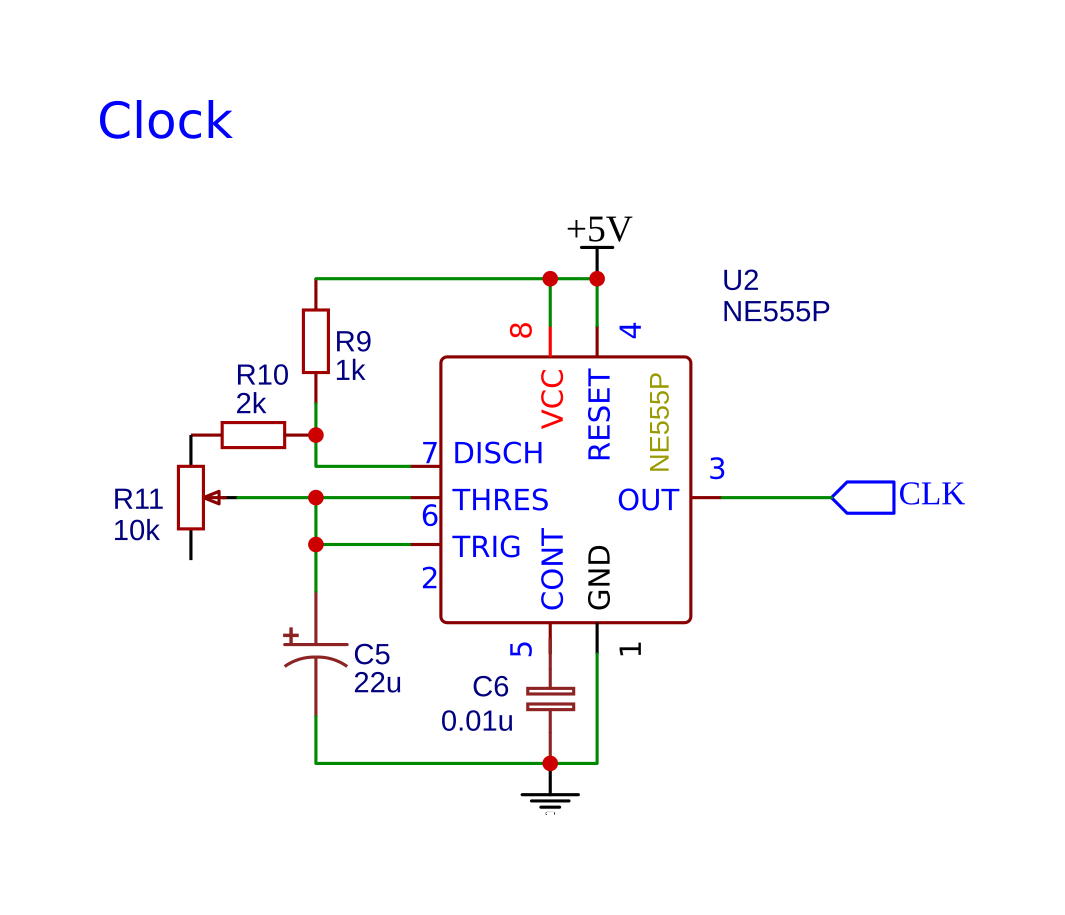 Clock
+5V
U2
NE555P
8
4
R9
1k
R10
2k
VCC
RESET
NE555P
7
DISCH
3
R11
10k
THRES
OUT
CLK
6
TRIG
2
CONT
GND
5
1
C5
22u
C6
0.01u